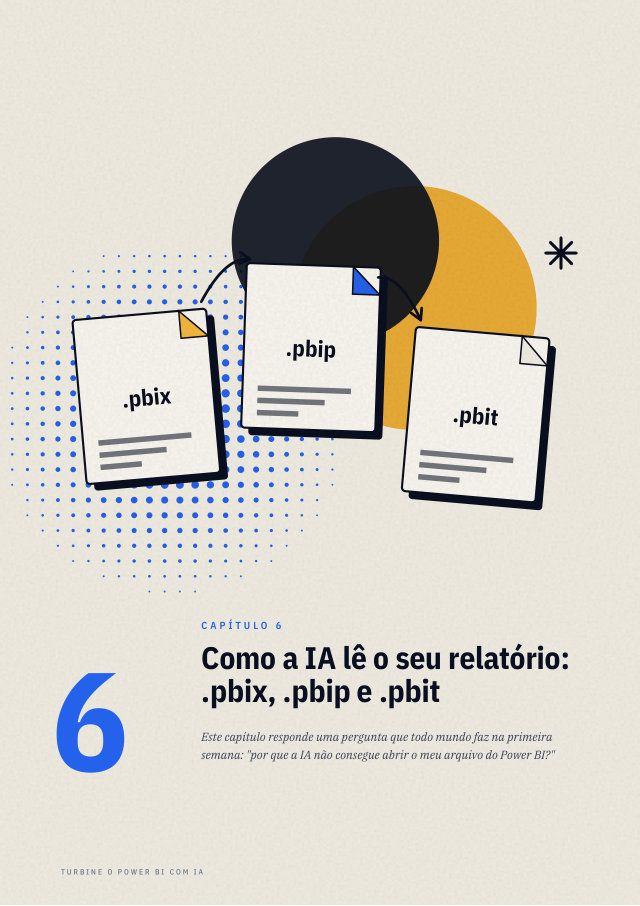 .pbix
.pbip
.pbit
CAPÍTULO 6
6
Como a IA lê o seu relatório:
.pbix, .pbip e .pbit
Este capítulo responde uma pergunta que todo mundo faz na primeira
semana: "por que a IA não consegue abrir o meu arquivo do Power BI?"
TURBINE O POWER BI COM IA